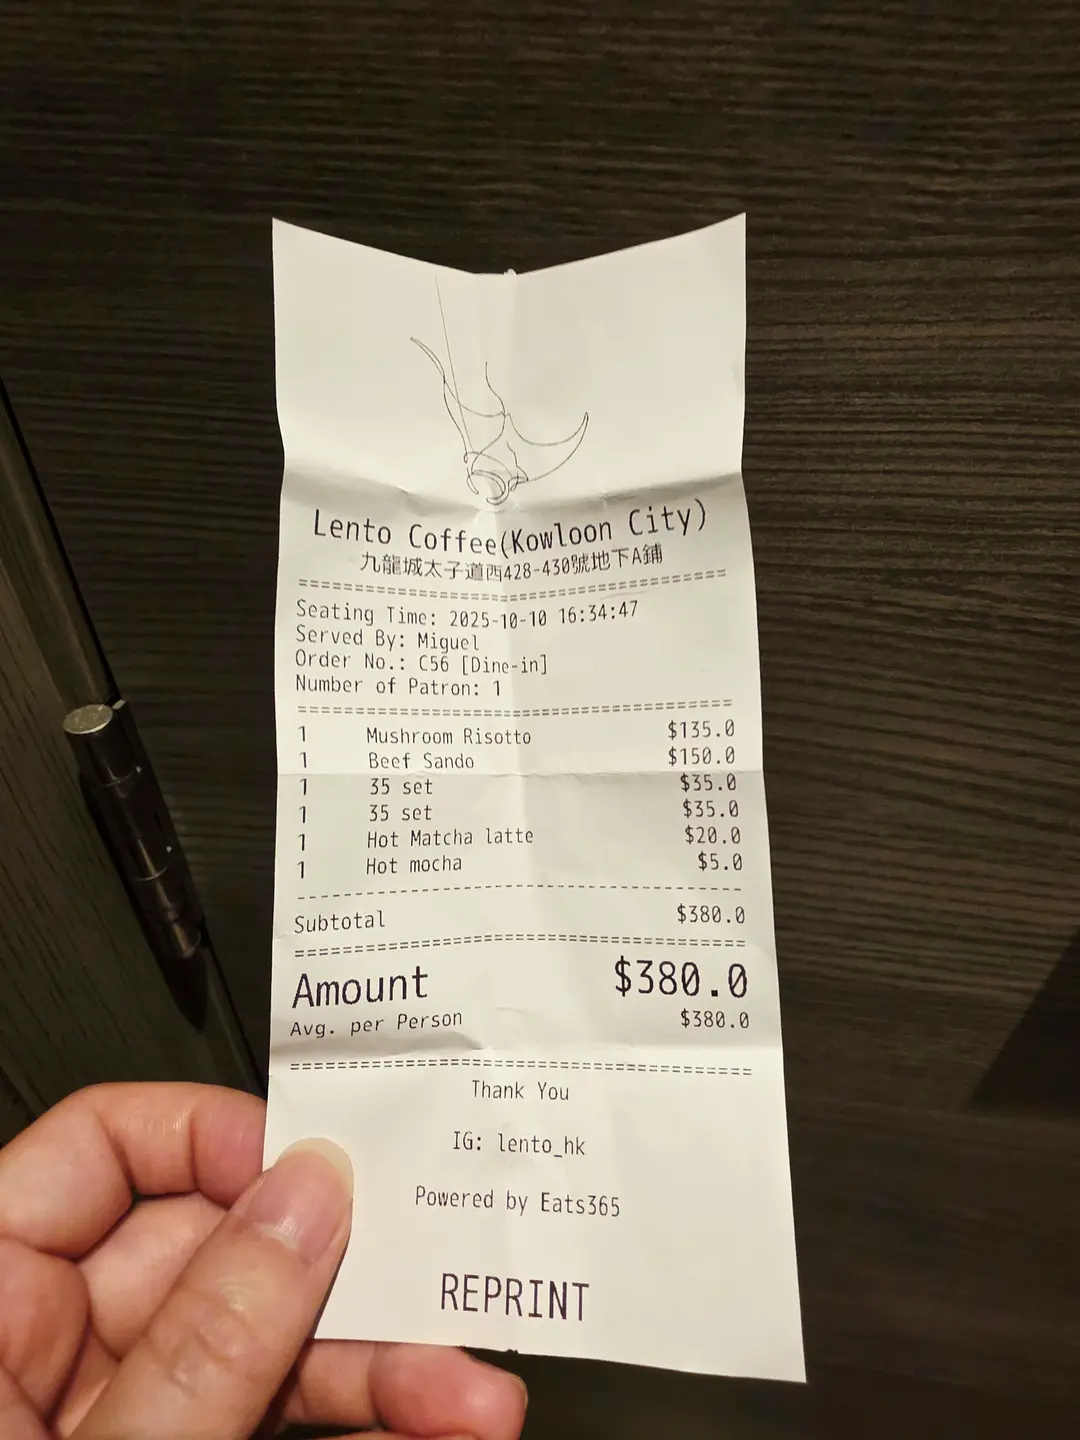 Lento Coffee(Kowloon City)
九龍城太子道西428-430號地下A鋪
Seating Time: 2025-10-10 16:34:47
Served By: Miguel
Order No.: C56 [Dine-in]
Number of Patron: 1
1 Mushroom Risotto $135.0
1 Beef Sando $150.0
1 35 set $35.0
1 35 set $35.0
1 Hot Matcha latte $20.0
1 Hot mocha $5.0
Subtotal $380.0
Amount $380.0
Avg. per Person $380.0
Thank You
IG: lento_hk
Powered by Eats365
REPRINT